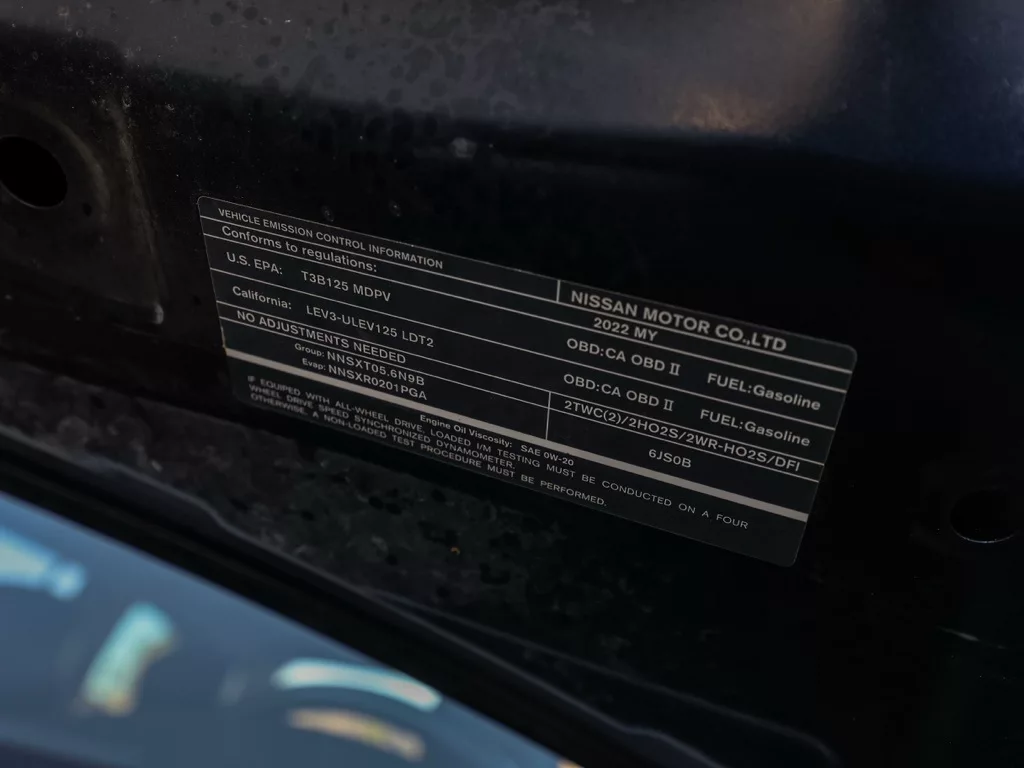 VEHICLE EMISSION CONTROL INFORMATION
NISSAN MOTOR CO.,LTD
Conforms to regulations:
2022 MY
U.S. EPA: T3B125 MDPV OBD:CA OBD II FUEL:Gasoline
California: LEV3-ULEV125 LDT2 OBD:CA OBD II FUEL:Gasoline
NO ADJUSTMENTS NEEDED
2TWC(2)/2HO2S/2WR-HO2S/DFI
Group: NNSXT05.6N9B
Evap: NNSXR0201PGA
6JS0B
Engine Oil Viscosity: SAE 0W-20
IF EQUIPPED WITH ALL-WHEEL DRIVE, LOADED I/M TESTING MUST BE CONDUCTED ON A FOUR
WHEEL DRIVE SPEED SYNCHRONIZED DYNAMOMETER.
OTHERWISE, A NON-LOADED TEST PROCEDURE MUST BE PERFORMED.